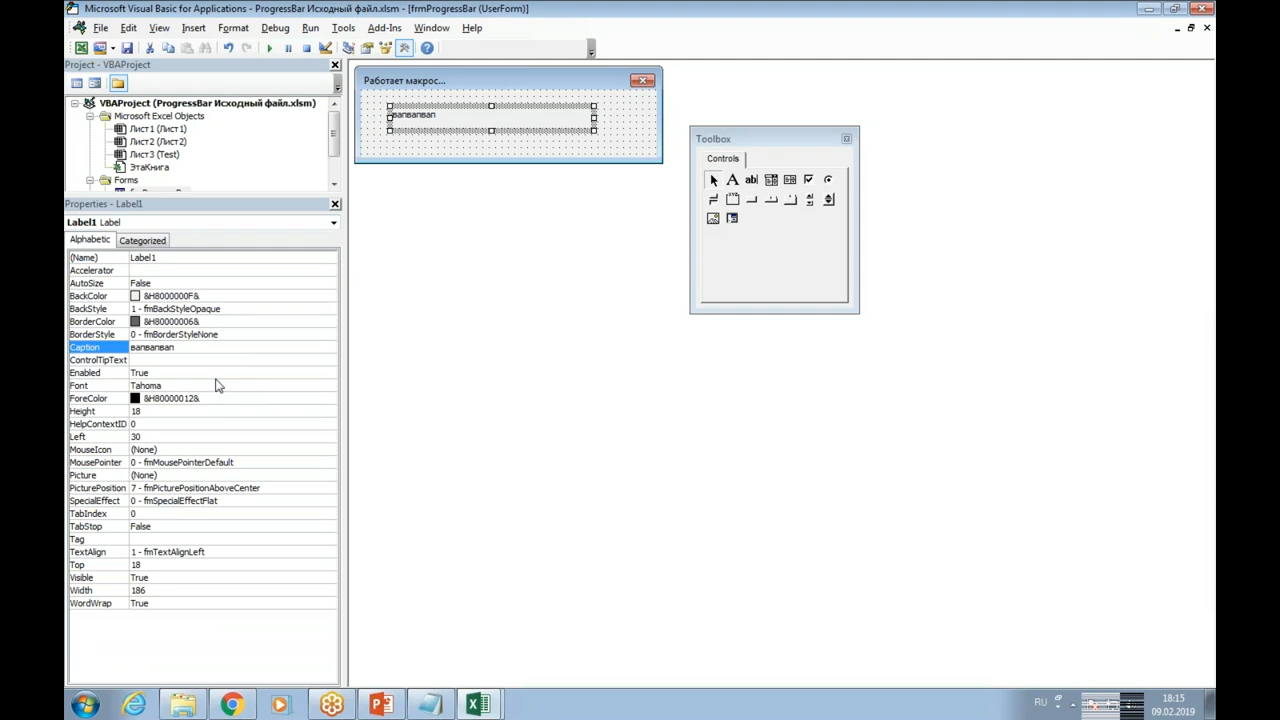 Microsoft Visual Basic for Applications - ProgressBar Исходный файл.xlsm - [frmProgressBar (UserForm)]
File Edit View Insert Format Debug Run Tools Add-Ins Window Help
Project - VBAProject
VBAProject (ProgressBar Исходный файл.xlsm)
Microsoft Excel Objects
Лист1 (Лист1)
Лист2 (Лист2)
Лист3 (Test)
ЭтаКнига
Forms
Properties - Label1
Label1 Label
Alphabetic Categorized
(Name) Label1
Accelerator
AutoSize False
BackColor &H8000000F&
BackStyle 1 - fmBackStyleOpaque
BorderColor &H80000006&
BorderStyle 0 - fmBorderStyleNone
Caption вапвапвап
ControlTipText
Enabled True
Font Tahoma
ForeColor &H80000012&
Height 18
HelpContextID 0
Left 30
MouseIcon (None)
MousePointer 0 - fmMousePointerDefault
Picture (None)
PicturePosition 7 - fmPicturePositionAboveCenter
SpecialEffect 0 - fmSpecialEffectFlat
TabIndex 0
TabStop False
Tag
TextAlign 1 - fmTextAlignLeft
Top 18
Visible True
Width 186
WordWrap True
Работает макрос...
вапвапвап
Toolbox
Controls
A ab
RU
18:15
09.02.2019